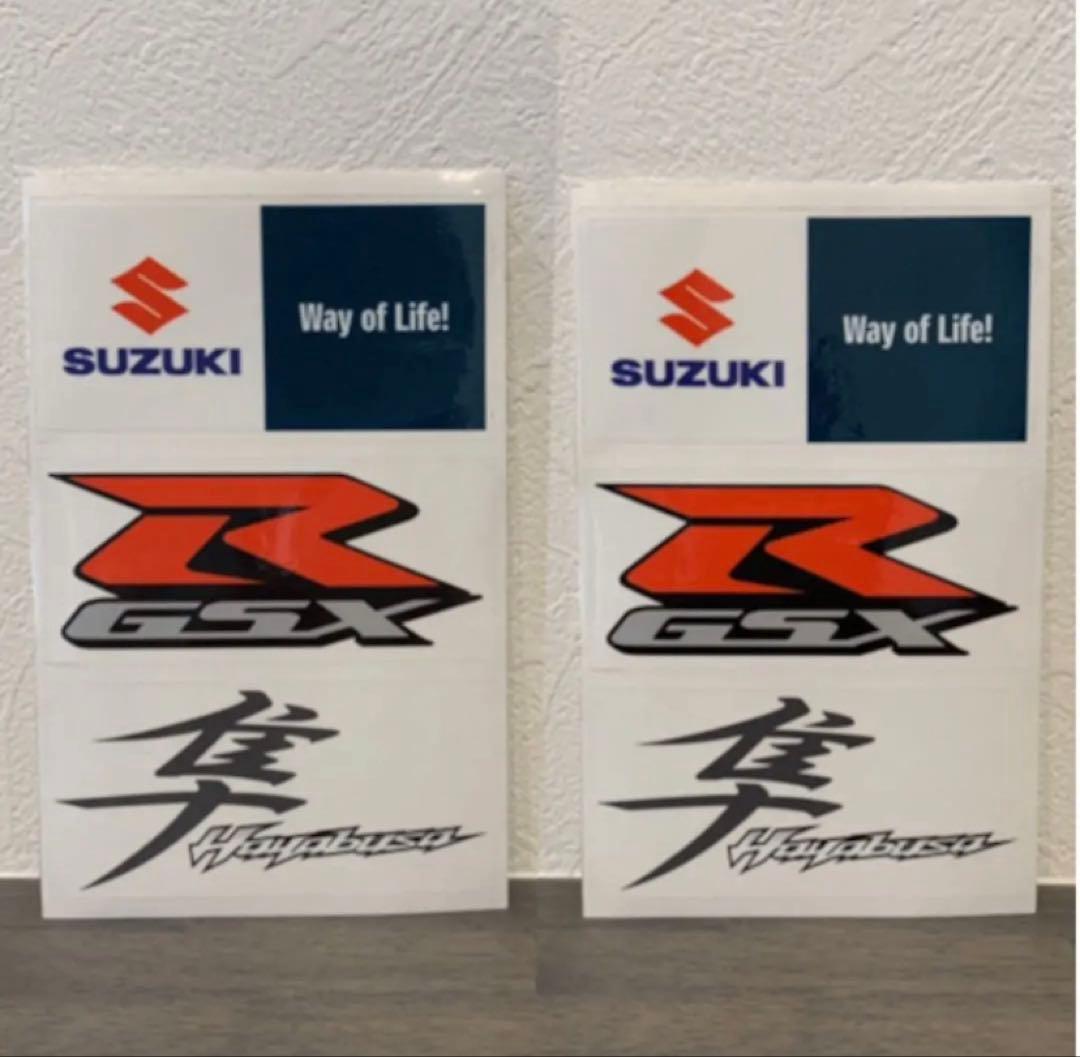 SUZUKI
Way of Life!
R
GSX
隼
Hayabusa
SUZUKI
Way of Life!
R
GSX
隼
Hayabusa